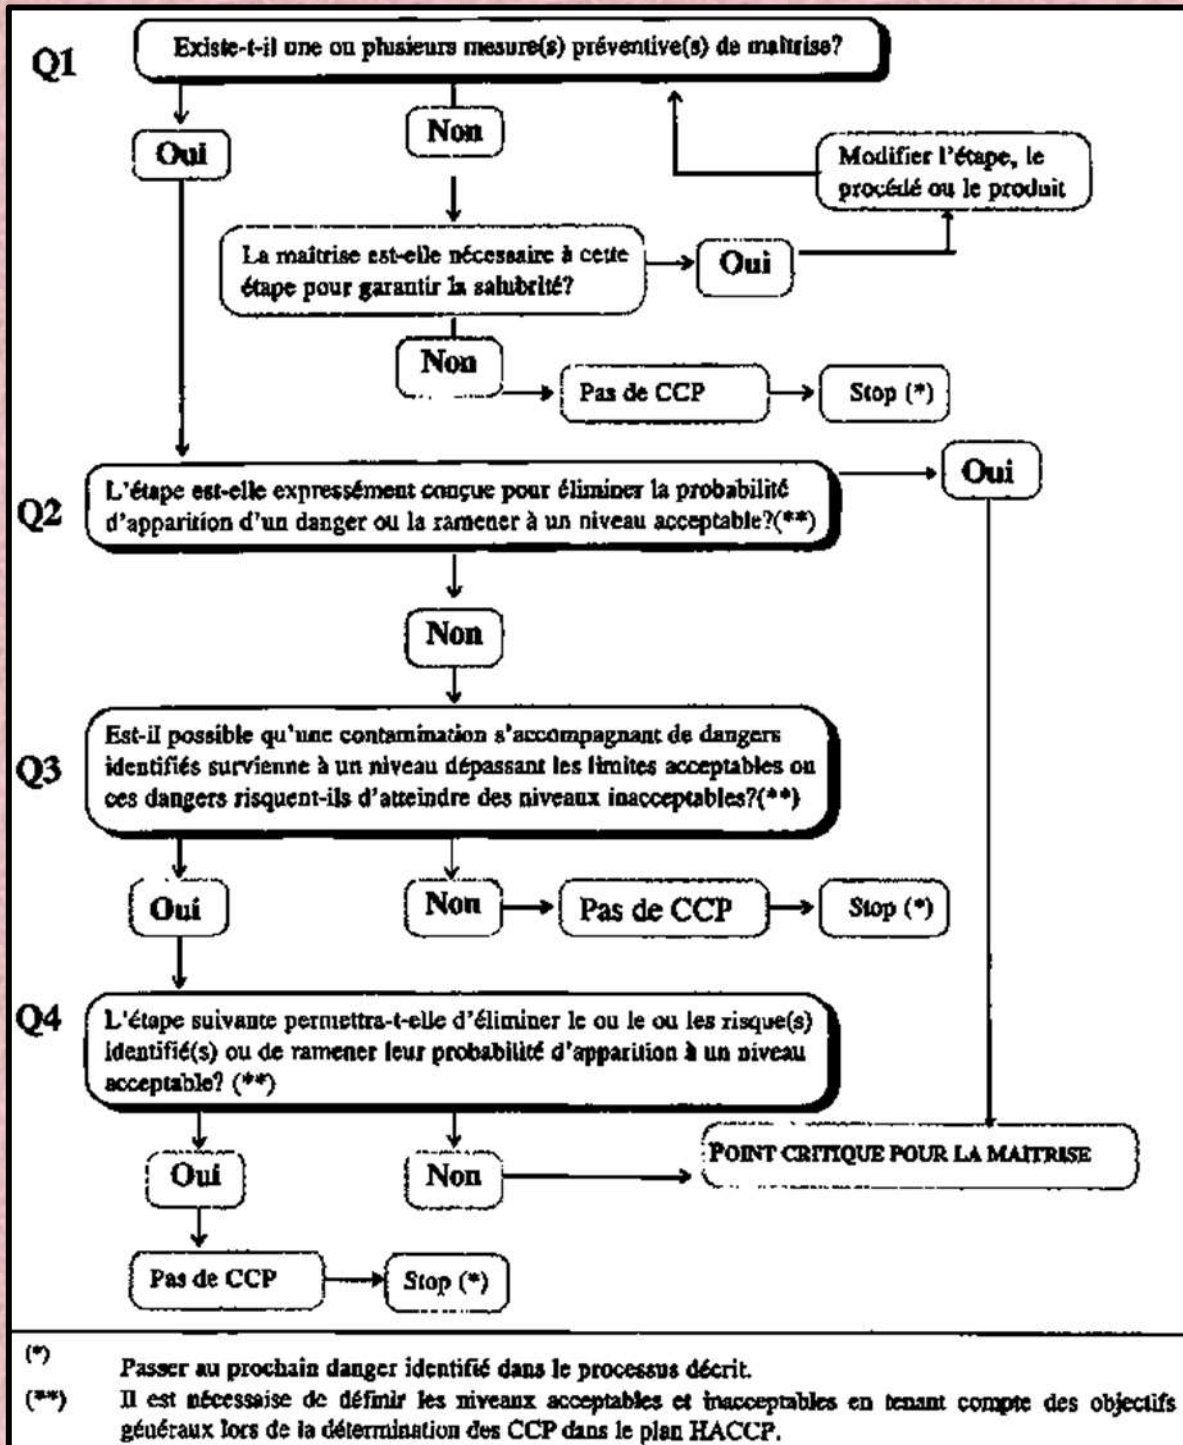 Q1
Existe-t-il une ou plusieurs mesure(s) préventive(s) de maîtrise?
Oui
Non
Modifier l'étape, le
procédé ou le produit
La maîtrise est-elle nécessaire à cette
étape pour garantir la salubrité?
Oui
Non
Pas de CCP
Stop (*)
Q2
L'étape est-elle expressément conçue pour éliminer la probabilité
d'apparition d'un danger ou la ramener à un niveau acceptable?(**)
Oui
Non
Q3
Est-il possible qu'une contamination s'accompagnant de dangers
identifiés survienne à un niveau dépassant les limites acceptables ou
ces dangers risquent-ils d'atteindre des niveaux inacceptables?(**)
Oui
Non
Pas de CCP
Stop (*)
Q4
L'étape suivante permettra-t-elle d'éliminer le ou le ou les risque(s)
identifié(s) ou de ramener leur probabilité d'apparition à un niveau
acceptable? (**)
Oui
Non
POINT CRITIQUE POUR LA MAITRISE
Pas de CCP
Stop (*)
(*) Passer au prochain danger identifié dans le processus décrit.
(**) Il est nécessaise de définir les niveaux acceptables et inacceptables en tenant compte des objectifs
généraux lors de la détermination des CCP dans le plan HACCP.